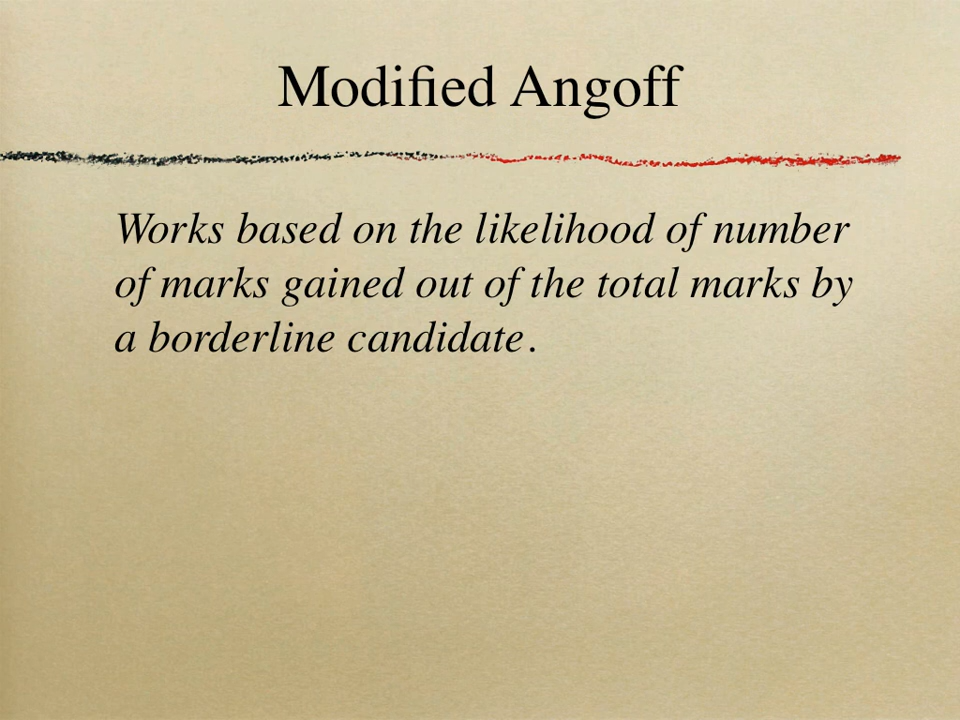 Modified Angoff
Works based on the likelihood of number
of marks gained out of the total marks by
a borderline candidate.